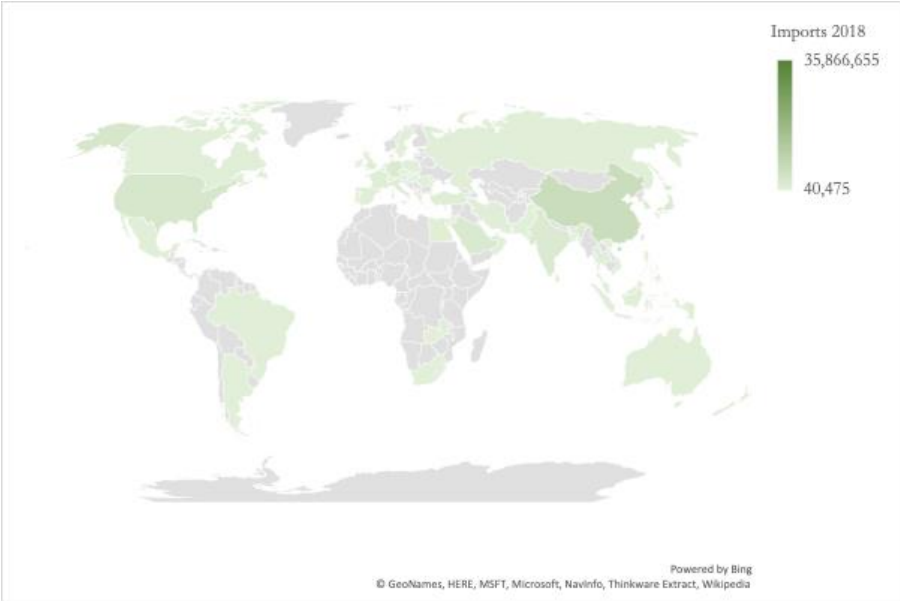 Imports 2018
35,866,655
40,475
Powered by Bing
© GeoNames, HERE, MSFT, Microsoft, NavInfo, Thinkware Extract, Wikipedia